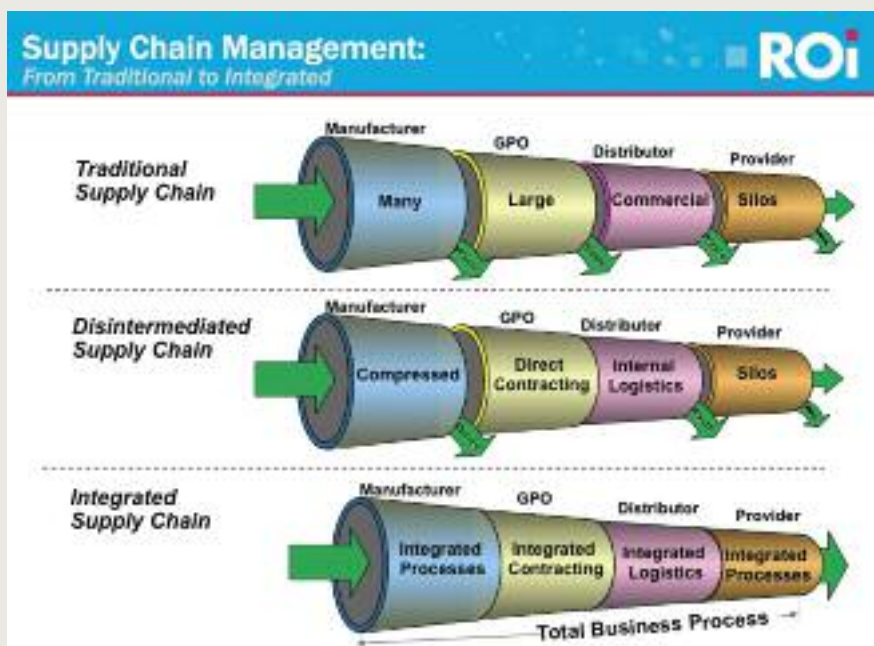 Supply Chain Management:
From Traditional to Integrated
ROi
Traditional
Supply Chain
Manufacturer
GPO
Distributor
Provider
Many
Large
Commercial
Silos
Disintermediated
Supply Chain
Manufacturer
GPO
Distributor
Provider
Compressed
Direct
Contracting
Internal
Logistics
Silos
Integrated
Supply Chain
Manufacturer
GPO
Distributor
Provider
Integrated
Processes
Integrated
Contracting
Integrated
Logistics
Integrated
Processes
Total Business Process